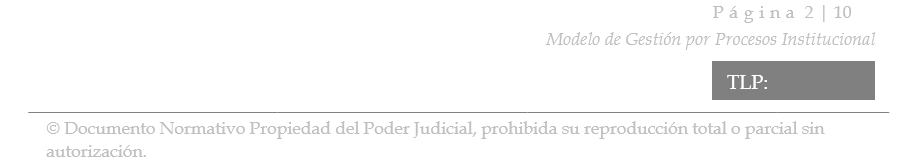 Página 2 | 10
Modelo de Gestión por Procesos Institucional
TLP:
© Documento Normativo Propiedad del Poder Judicial, prohibida su reproducción total o parcial sin
autorización.